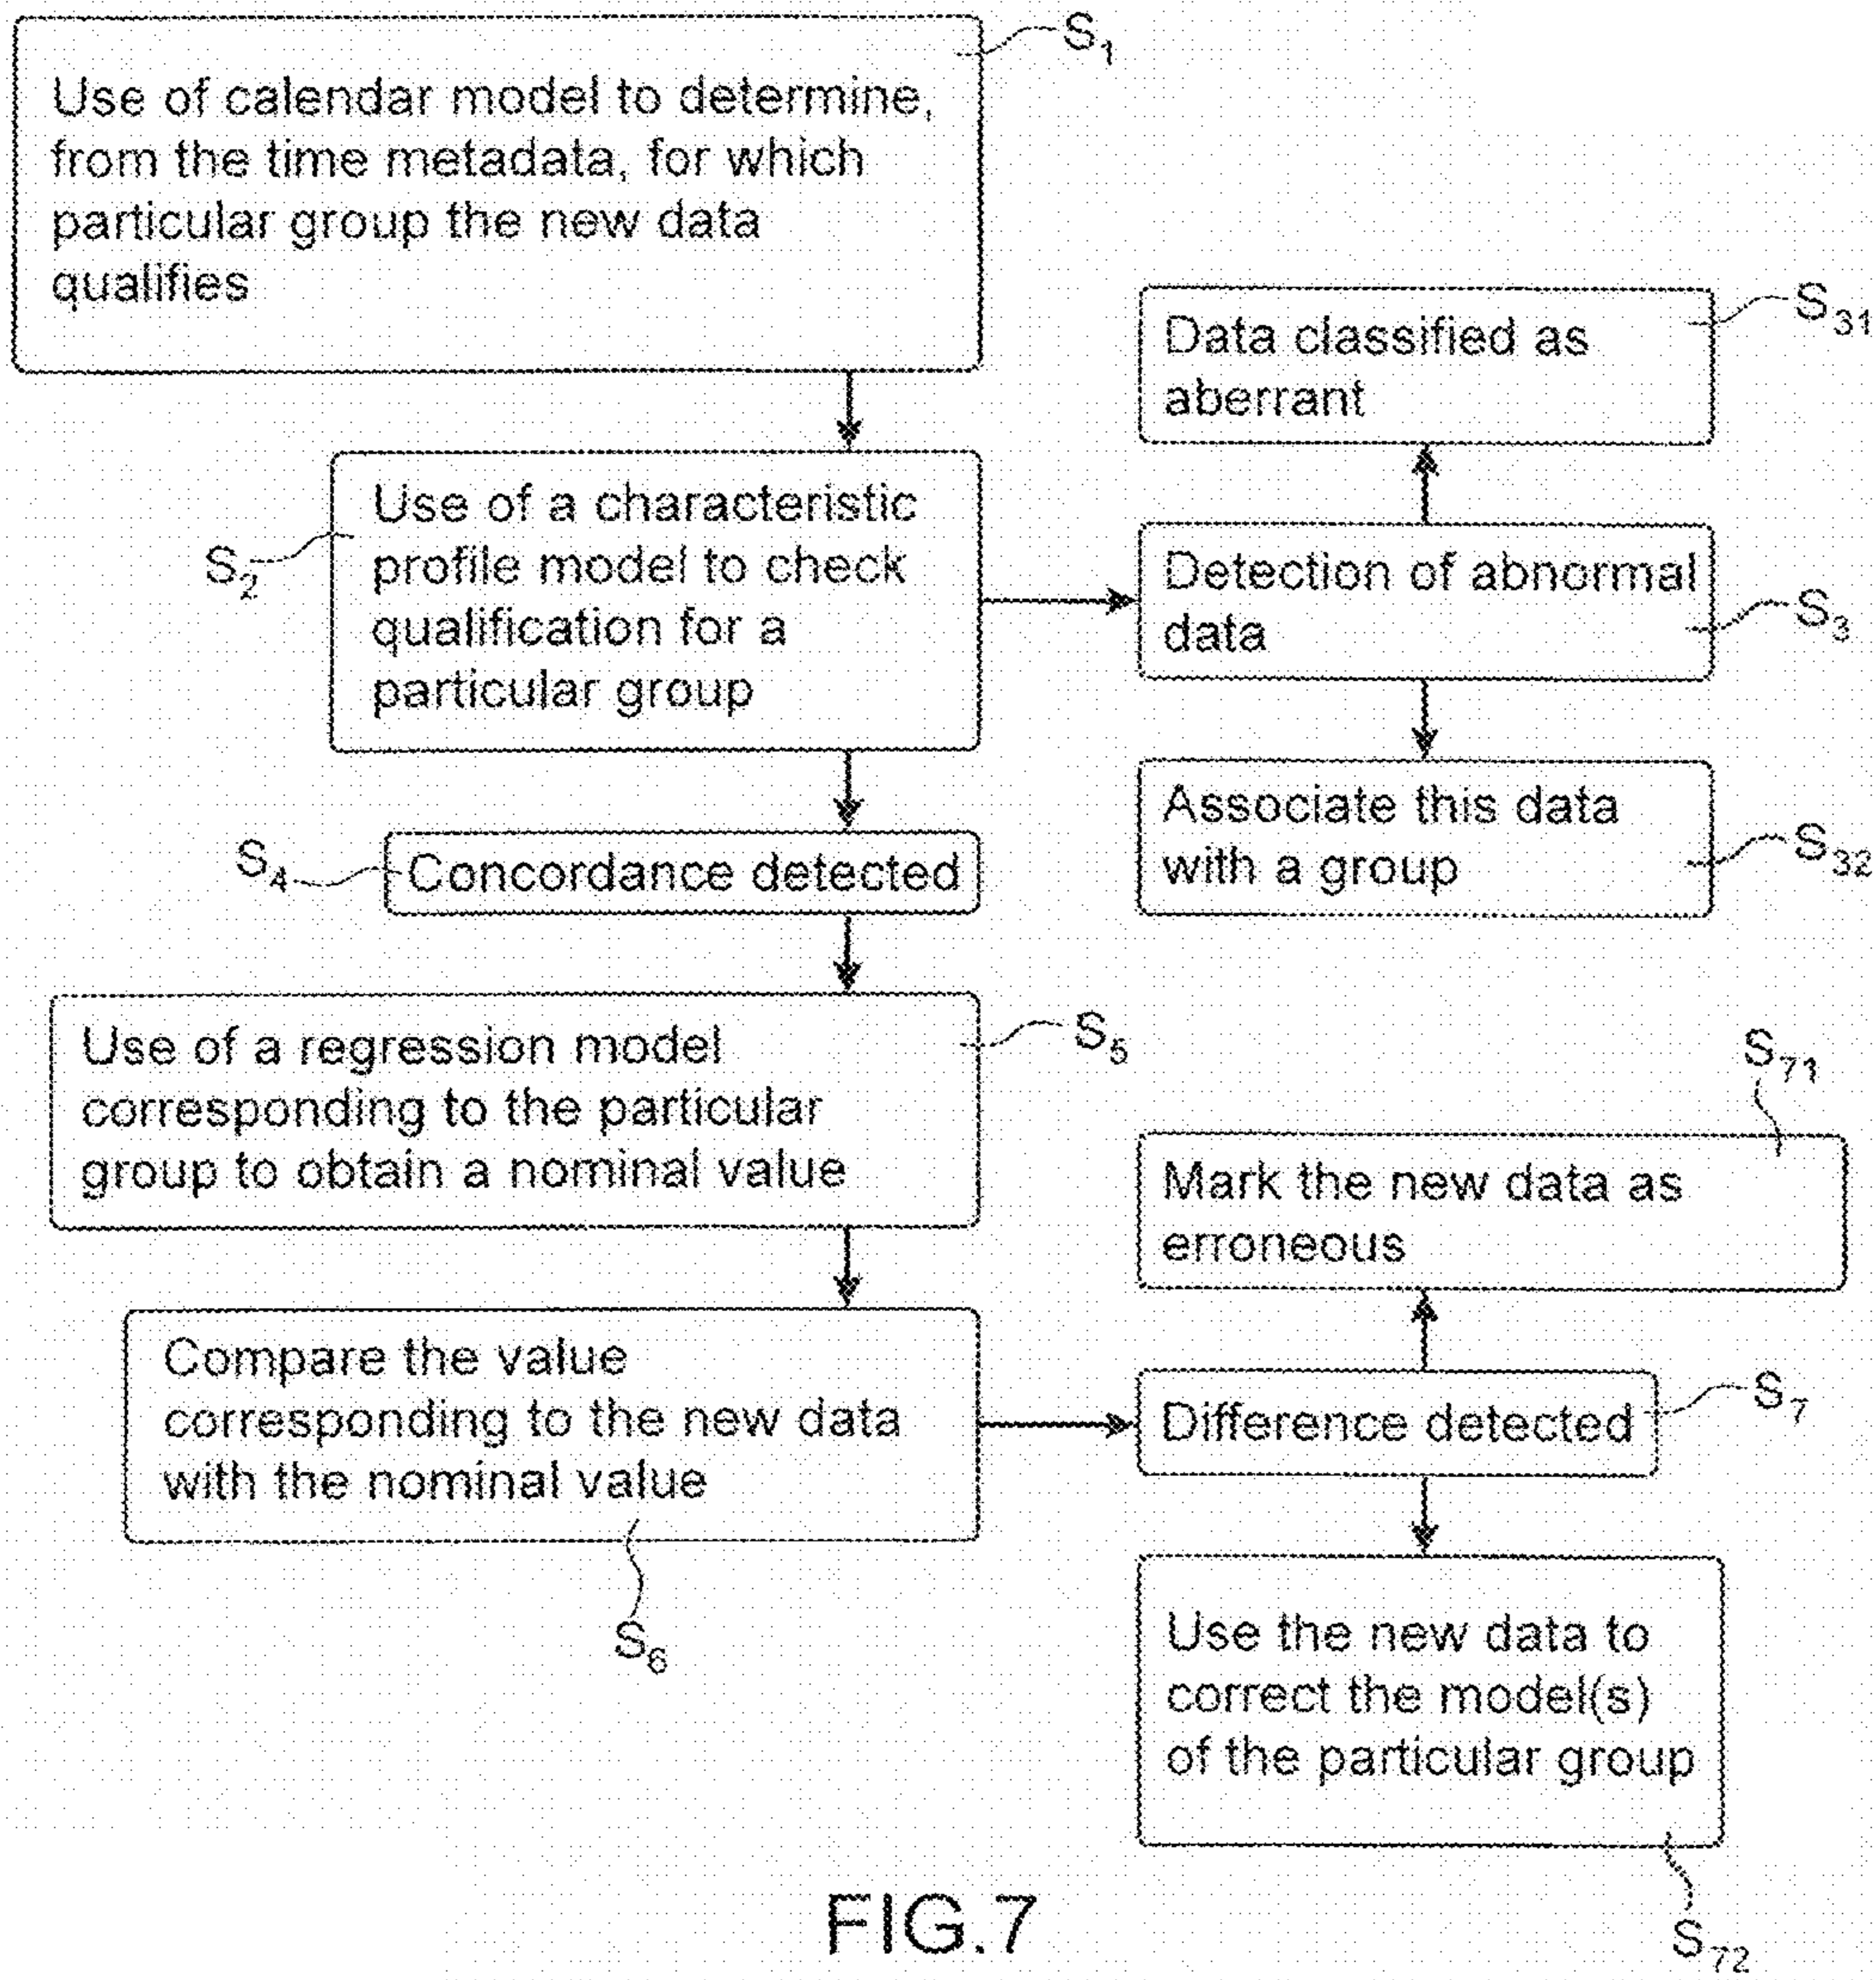 S1
Use of calendar model to determine,
from the time metadata, for which
particular group the new data
qualifies
S2
Use of a characteristic
profile model to check
qualification for a
particular group
S31
Data classified as
aberrant
Detection of abnormal
data
S3
Associate this data
with a group
S32
S4
Concordance detected
Use of a regression model
corresponding to the particular
group to obtain a nominal value
S5
S71
Mark the new data as
erroneous
Compare the value
corresponding to the new data
with the nominal value
S6
Difference detected
S7
Use the new data to
correct the model(s)
of the particular group
S72
FIG.7